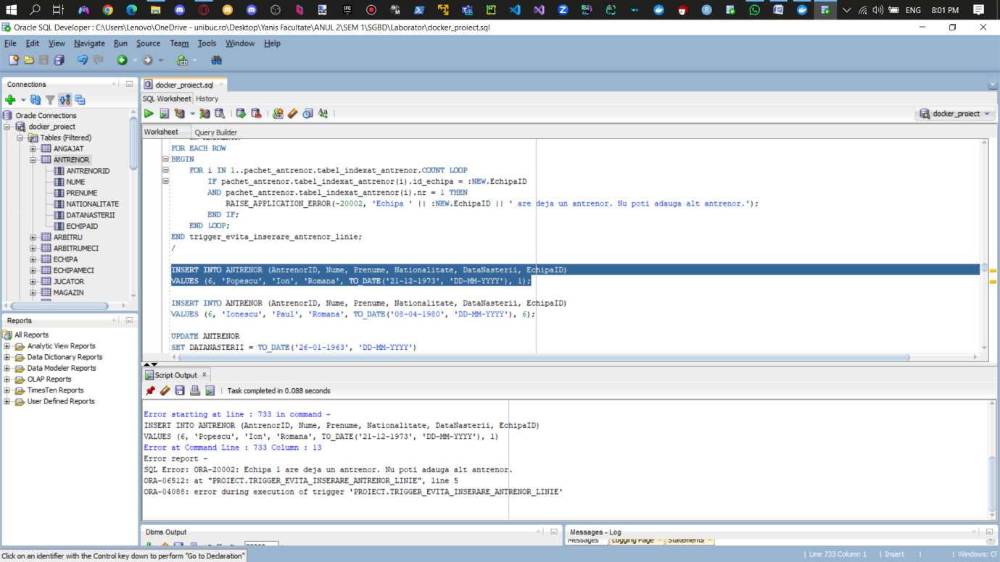 ENG 8:01 PM
Oracle SQL Developer : C:\Users\Lenovo\OneDrive - unibuc.ro\Desktop\Yanis Facultate\ANUL 2\SEM 1\SGBD\Laborator\docker_proiect.sql
File Edit View Navigate Run Source Team Tools Window Help
Connections
Oracle Connections
docker_proiect
Tables (Filtered)
ANGAJAT
ANTRENOR
ANTRENORID
NUME
PRENUME
NATIONALITATE
DATANASTERII
ECHIPAID
ARBITRU
ARBITRUMECI
ECHIPA
ECHIPAMECI
JUCATOR
MAGAZIN
Reports
All Reports
Analytic View Reports
Data Dictionary Reports
Data Modeler Reports
OLAP Reports
TimesTen Reports
User Defined Reports
docker_proiect.sql
SQL Worksheet History
docker_proiect
Worksheet Query Builder
FOR EACH ROW
BEGIN
FOR i IN 1..pachet_antrenor.tabel_indexat_antrenor.COUNT LOOP
IF pachet_antrenor.tabel_indexat_antrenor(i).id_echipa = :NEW.EchipaID
AND pachet_antrenor.tabel_indexat_antrenor(i).nr = 1 THEN
RAISE_APPLICATION_ERROR(-20002, 'Echipa ' || :NEW.EchipaID || ' are deja un antrenor. Nu poti adauga alt antrenor.');
END IF;
END LOOP;
END trigger_evita_inserare_antrenor_linie;
/
INSERT INTO ANTRENOR (AntrenorID, Nume, Prenume, Nationalitate, DataNasterii, EchipaID)
VALUES (6, 'Popescu', 'Ion', 'Romana', TO_DATE('21-12-1973', 'DD-MM-YYYY'), 1);
INSERT INTO ANTRENOR (AntrenorID, Nume, Prenume, Nationalitate, DataNasterii, EchipaID)
VALUES (6, 'Ionescu', 'Paul', 'Romana', TO_DATE('08-04-1980', 'DD-MM-YYYY'), 6);
UPDATE ANTRENOR
SET DATANASTERII = TO_DATE('26-01-1963', 'DD-MM-YYYY')
Script Output x
Task completed in 0.088 seconds
Error starting at line : 733 in command -
INSERT INTO ANTRENOR (AntrenorID, Nume, Prenume, Nationalitate, DataNasterii, EchipaID)
VALUES (6, 'Popescu', 'Ion', 'Romana', TO_DATE('21-12-1973', 'DD-MM-YYYY'), 1)
Error at Command Line : 733 Column : 13
Error report -
SQL Error: ORA-20002: Echipa 1 are deja un antrenor. Nu poti adauga alt antrenor.
ORA-06512: at "PROIECT.TRIGGER_EVITA_INSERARE_ANTRENOR_LINIE", line 5
ORA-04088: error during execution of trigger 'PROIECT.TRIGGER_EVITA_INSERARE_ANTRENOR_LINIE'
Dbms Output
Messages - Log
Messages Logging Page Statements
Click on an identifier with the Control key down to perform "Go to Declaration"
Line 733 Column 1 Insert Windows: CF